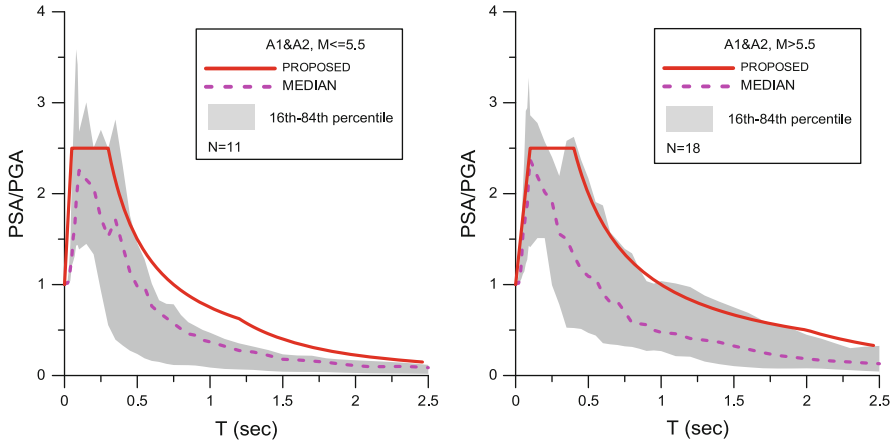 A1&A2, M<=5.5
PROPOSED
MEDIAN
16th-84th percentile
N=11
PSA/PGA
4
3
2
1
0
0
0.5
1
1.5
2
2.5
T (sec)
A1&A2, M>5.5
PROPOSED
MEDIAN
16th-84th percentile
N=18
PSA/PGA
4
3
2
1
0
0
0.5
1
1.5
2
2.5
T (sec)